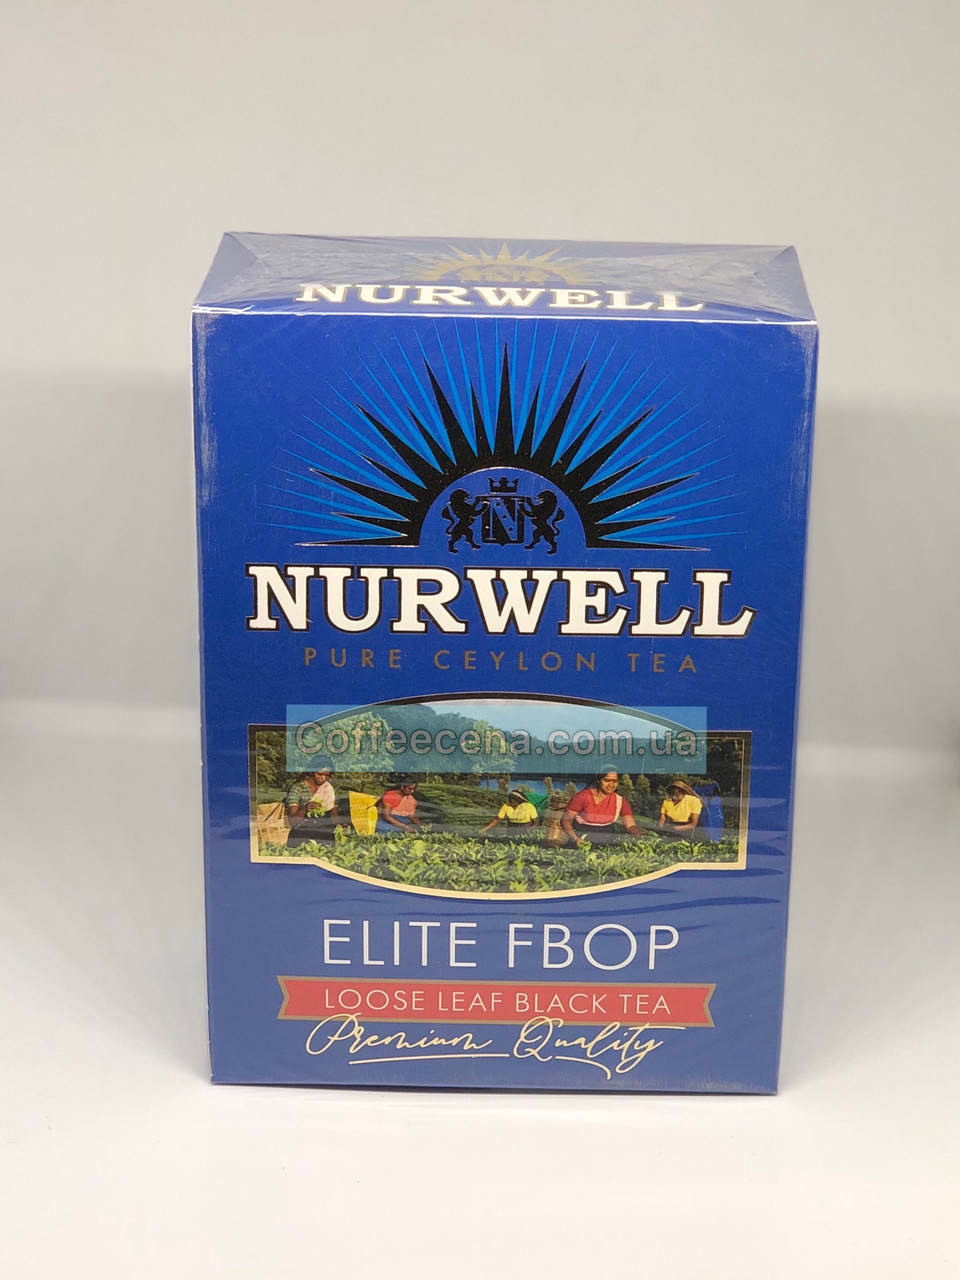 NURWELL
N
NURWELL
PURE CEYLON TEA
Coffeecena.com.ua
ELITE FBOP
LOOSE LEAF BLACK TEA
Premium Quality